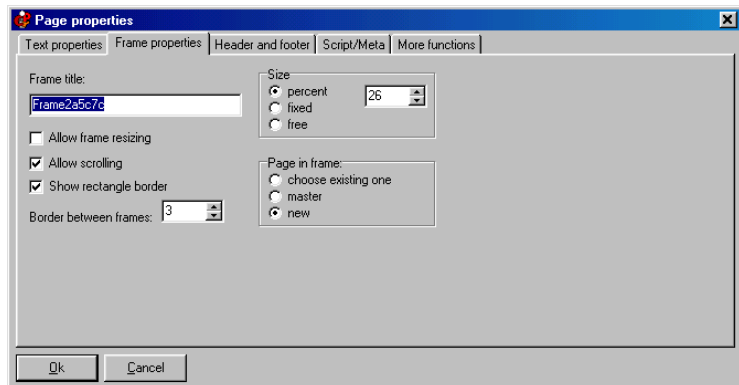 Page properties
Text properties Frame properties Header and footer Script/Meta More functions
Frame title:
Frame2a5c7c
Allow frame resizing
Allow scrolling
Show rectangle border
Border between frames: 3
Size
percent 26
fixed
free
Page in frame:
choose existing one
master
new
Ok Cancel